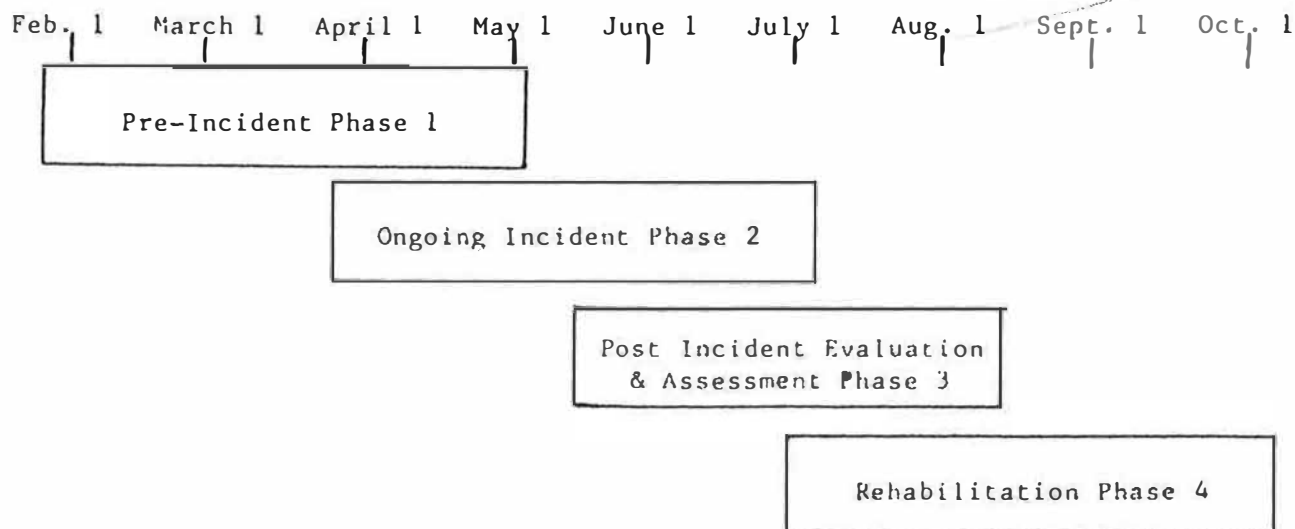 Feb. 1 March 1 April 1 May 1 June 1 July 1 Aug. 1 Sept. 1 Oct. 1
Pre-Incident Phase 1
Ongoing Incident Phase 2
Post Incident Evaluation
& Assessment Phase 3
Rehabilitation Phase 4